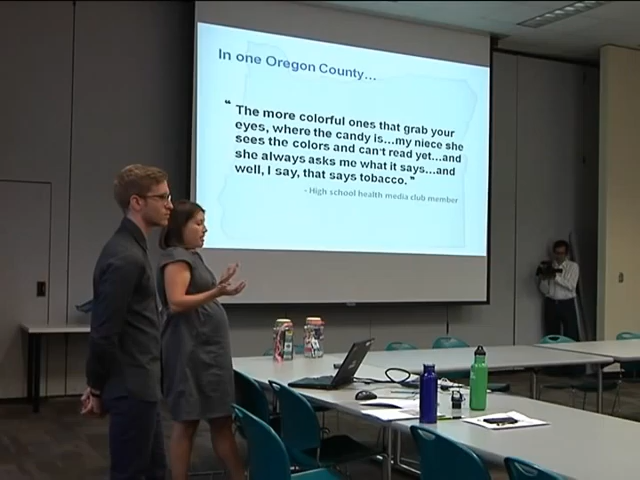 In one Oregon County…
“ The more colorful ones that grab your
eyes, where the candy is...my niece she
sees the colors and can't read yet...and
she always asks me what it says...and
well, I say, that says tobacco. ”
- High school health media club member